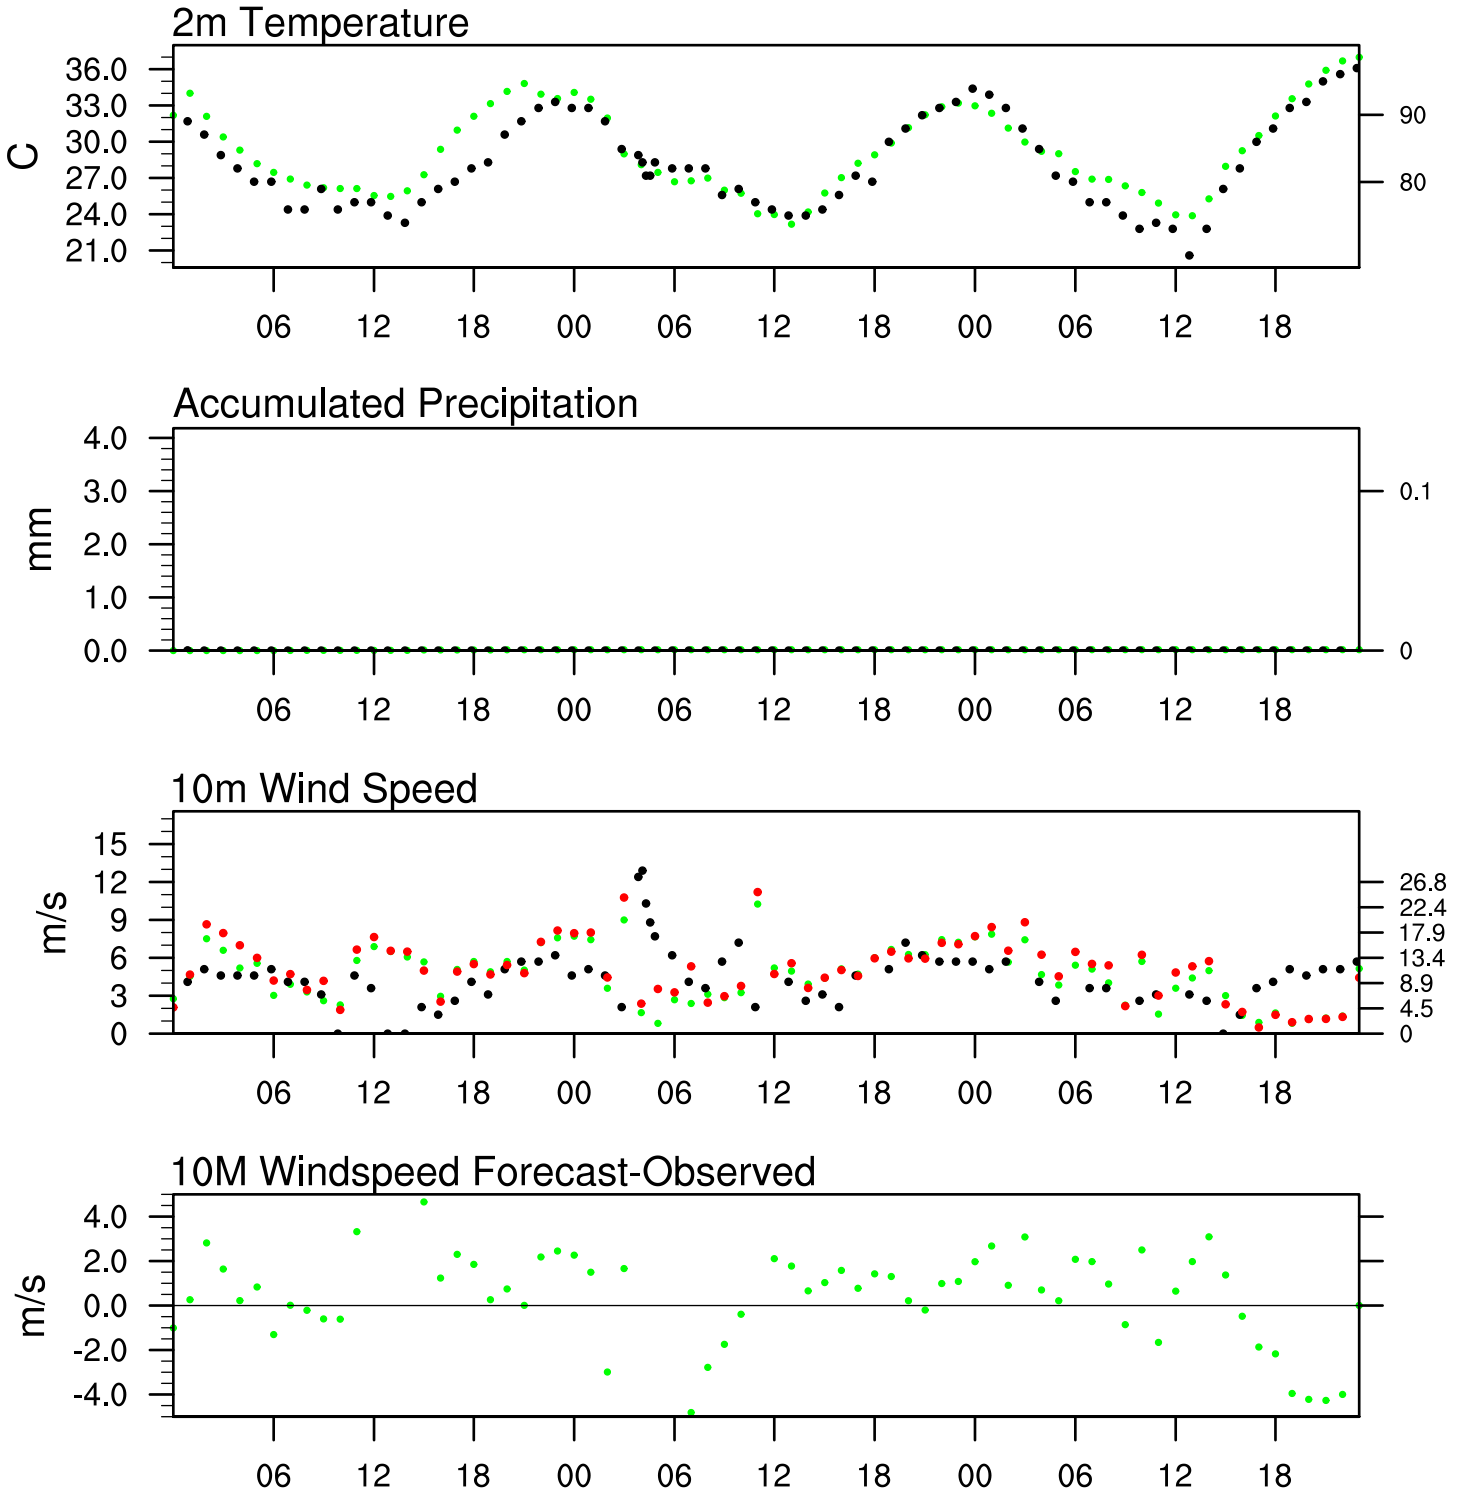 2m Temperature
36.0
33.0
30.0
27.0
24.0
21.0
C
90
80
06 12 18 00 06 12 18 00 06 12 18
Accumulated Precipitation
4.0
3.0
2.0
1.0
0.0
mm
0.1
0
06 12 18 00 06 12 18 00 06 12 18
10m Wind Speed
15
12
9
6
3
0
m/s
26.8
22.4
17.9
13.4
8.9
4.5
0
06 12 18 00 06 12 18 00 06 12 18
10M Windspeed Forecast-Observed
4.0
2.0
0.0
-2.0
-4.0
m/s
06 12 18 00 06 12 18 00 06 12 18